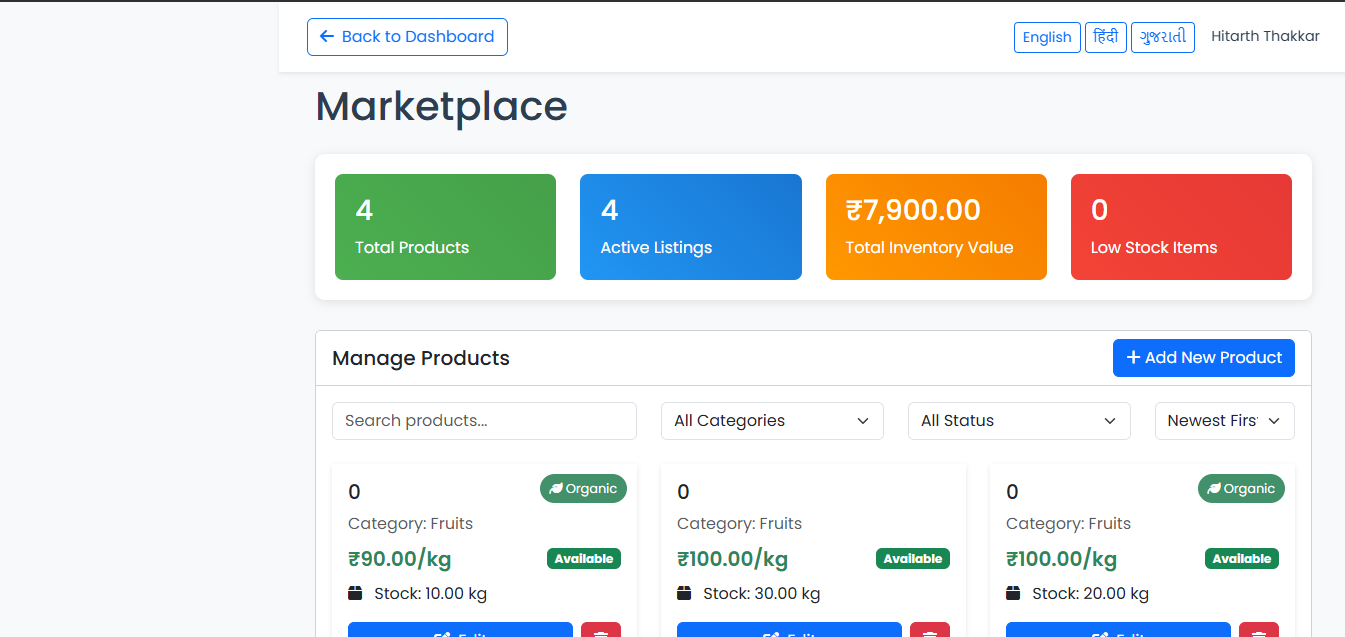 Back to Dashboard
English हिंदी ગુજરાતી Hitarth Thakkar
Marketplace
4
Total Products
4
Active Listings
₹7,900.00
Total Inventory Value
0
Low Stock Items
Manage Products
Add New Product
Search products...
All Categories
All Status
Newest Firs
0
Organic
Category: Fruits
₹90.00/kg
Available
Stock: 10.00 kg
Edit
0
Category: Fruits
₹100.00/kg
Available
Stock: 30.00 kg
Edit
0
Organic
Category: Fruits
₹100.00/kg
Available
Stock: 20.00 kg
Edit